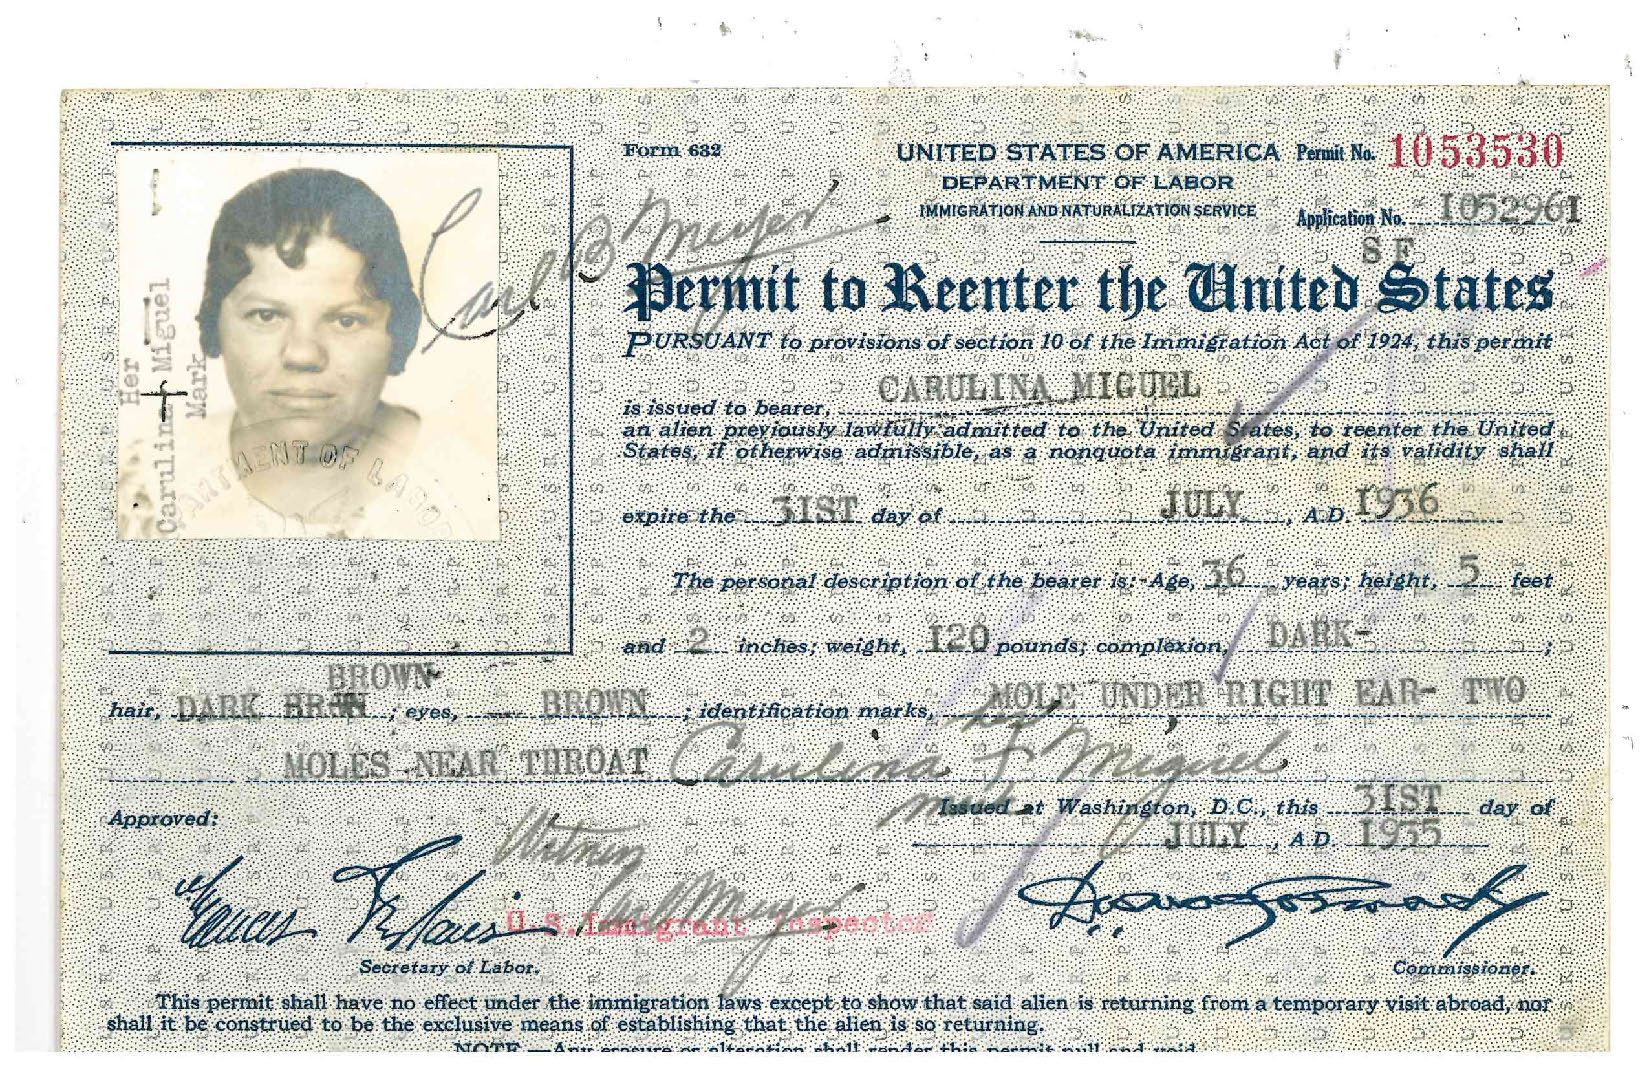 Form 632
UNITED STATES OF AMERICA
DEPARTMENT OF LABOR
IMMIGRATION AND NATURALIZATION SERVICE
Permit No. 1053530
Application No. 1052961
SF
Carl B Meyer
Her
Carulina + Miguel
Mark
DEPARTMENT OF LABOR
Permit to Reenter the United States
PURSUANT to provisions of section 10 of the Immigration Act of 1924, this permit
is issued to bearer, CARULINA MIGUEL
an alien previously lawfully admitted to the United States, to reenter the United
States, if otherwise admissible, as a nonquota immigrant, and its validity shall
expire the 31ST day of JULY, A.D. 1936
The personal description of the bearer is: Age, 36 years; height, 5 feet
and 2 inches; weight, 120 pounds; complexion, DARK- ;
BROWN-
hair, DARK BRWN ; eyes, BROWN ; identification marks, MOLE UNDER RIGHT EAR- TWO
MOLES NEAR THROAT
her
Carulina + Miguel
mark
Issued at Washington, D.C., this 31ST day of
JULY, A D. 1935
Approved:
Witness
Carl B Meyer
U.S. Immigrant Inspector
Frances Perkins
Secretary of Labor.
Commissioner.
This permit shall have no effect under the immigration laws except to show that said alien is returning from a temporary visit abroad, nor
shall it be construed to be the exclusive means of establishing that the alien is so returning.
NOTE.—Any erasure or alteration shall render this permit null and void